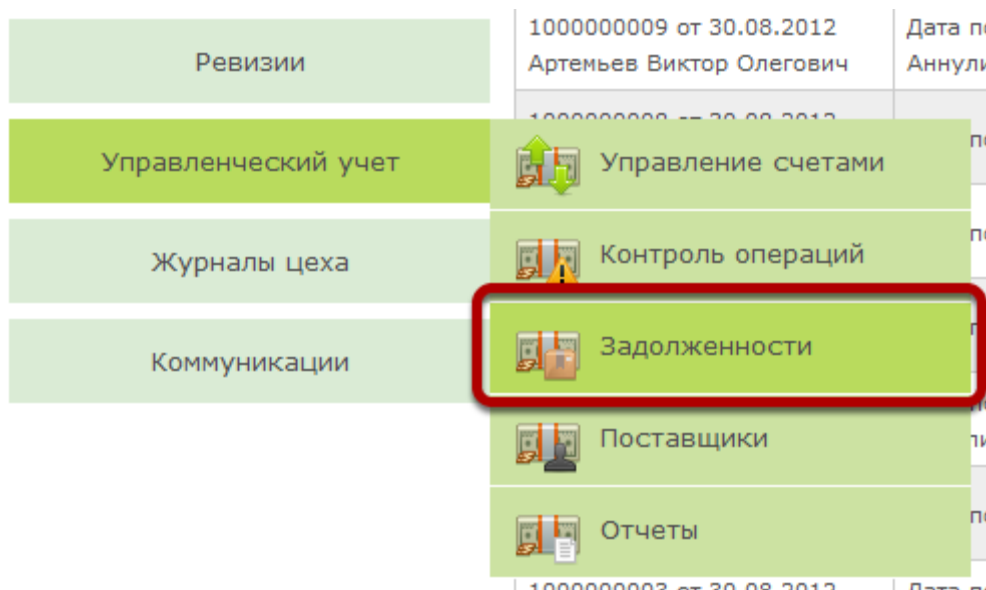 Ревизии
1000000009 от 30.08.2012
Артемьев Виктор Олегович
Управленческий учет
Журналы цеха
Коммуникации
Управление счетами
Контроль операций
Задолженности
Поставщики
Отчеты